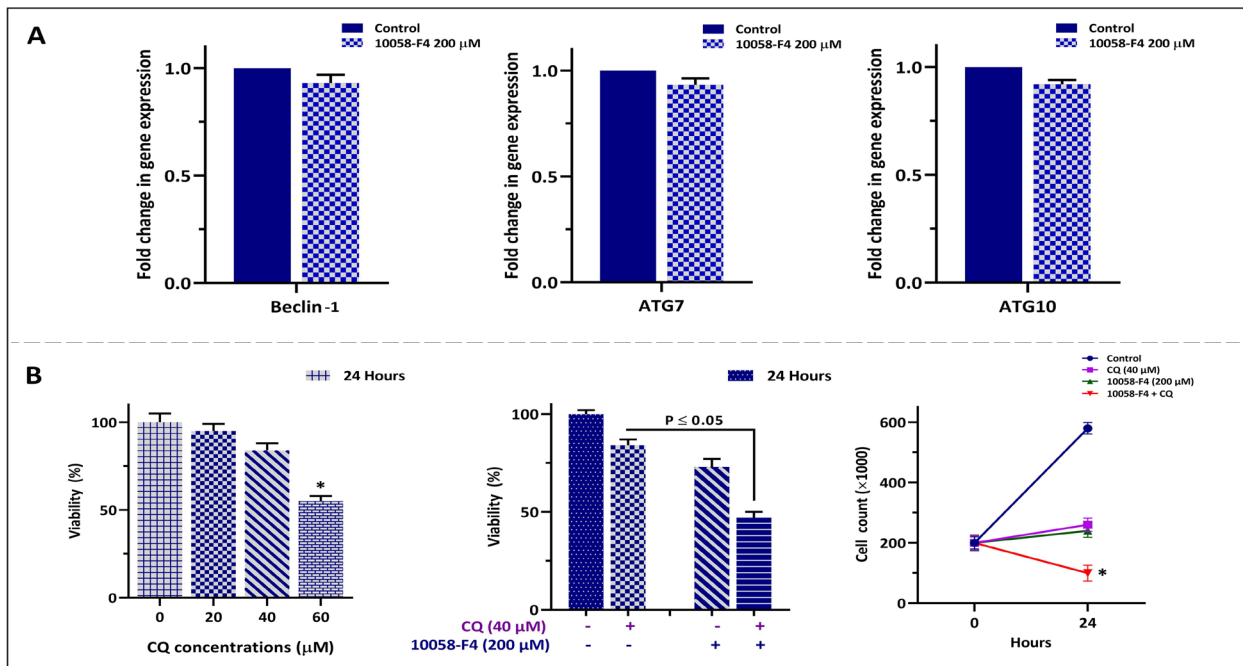 A
Control
10058-F4 200 μM
Fold change in gene expression
1.0
0.5
0.0
Beclin-1
Control
10058-F4 200 μM
Fold change in gene expression
1.0
0.5
0.0
ATG7
Control
10058-F4 200 μM
Fold change in gene expression
1.0
0.5
0.0
ATG10
B
24 Hours
Viability (%)
100
50
0
*
0 20 40 60
CQ concentrations (μM)
24 Hours
Viability (%)
100
50
0
P ≤ 0.05
CQ (40 μM) - + - +
10058-F4 (200 μM) - - + +
Control
CQ (40 μM)
10058-F4 (200 μM)
10058-F4 + CQ
Cell count (×1000)
600
400
200
0
*
0 24
Hours